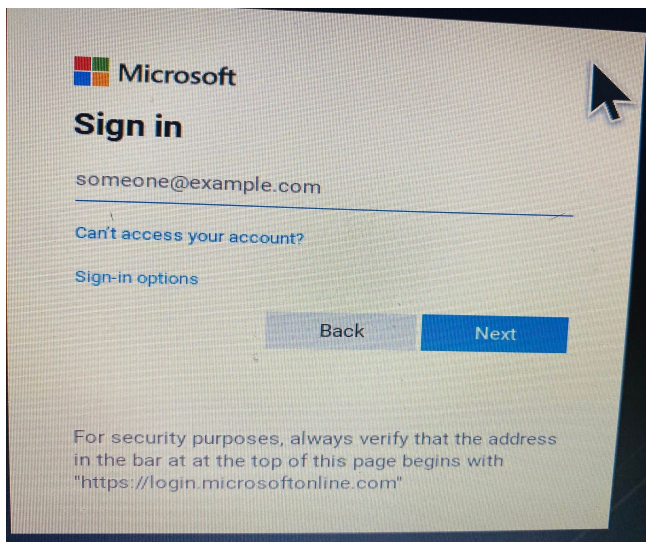 Microsoft
Sign in
someone@example.com
Can't access your account?
Sign-in options
Back
Next
For security purposes, always verify that the address
in the bar at at the top of this page begins with
"https://login.microsoftonline.com"